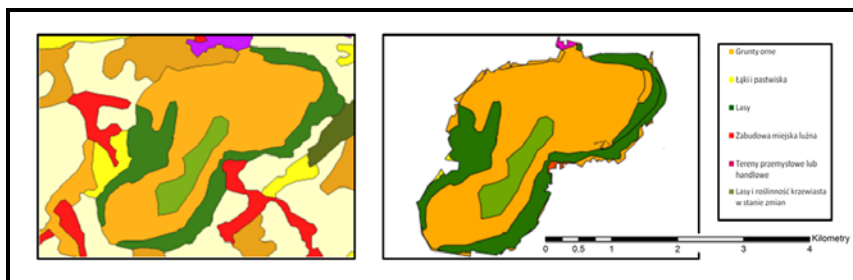 Grunty orne
Łąki i pastwiska
Lasy
Zabudowa miejska luźna
Tereny przemysłowe lub
handlowe
Lasy i roślinność krzewiasta
w stanie zmian
Kilometry
0 0,5 1 2 3 4